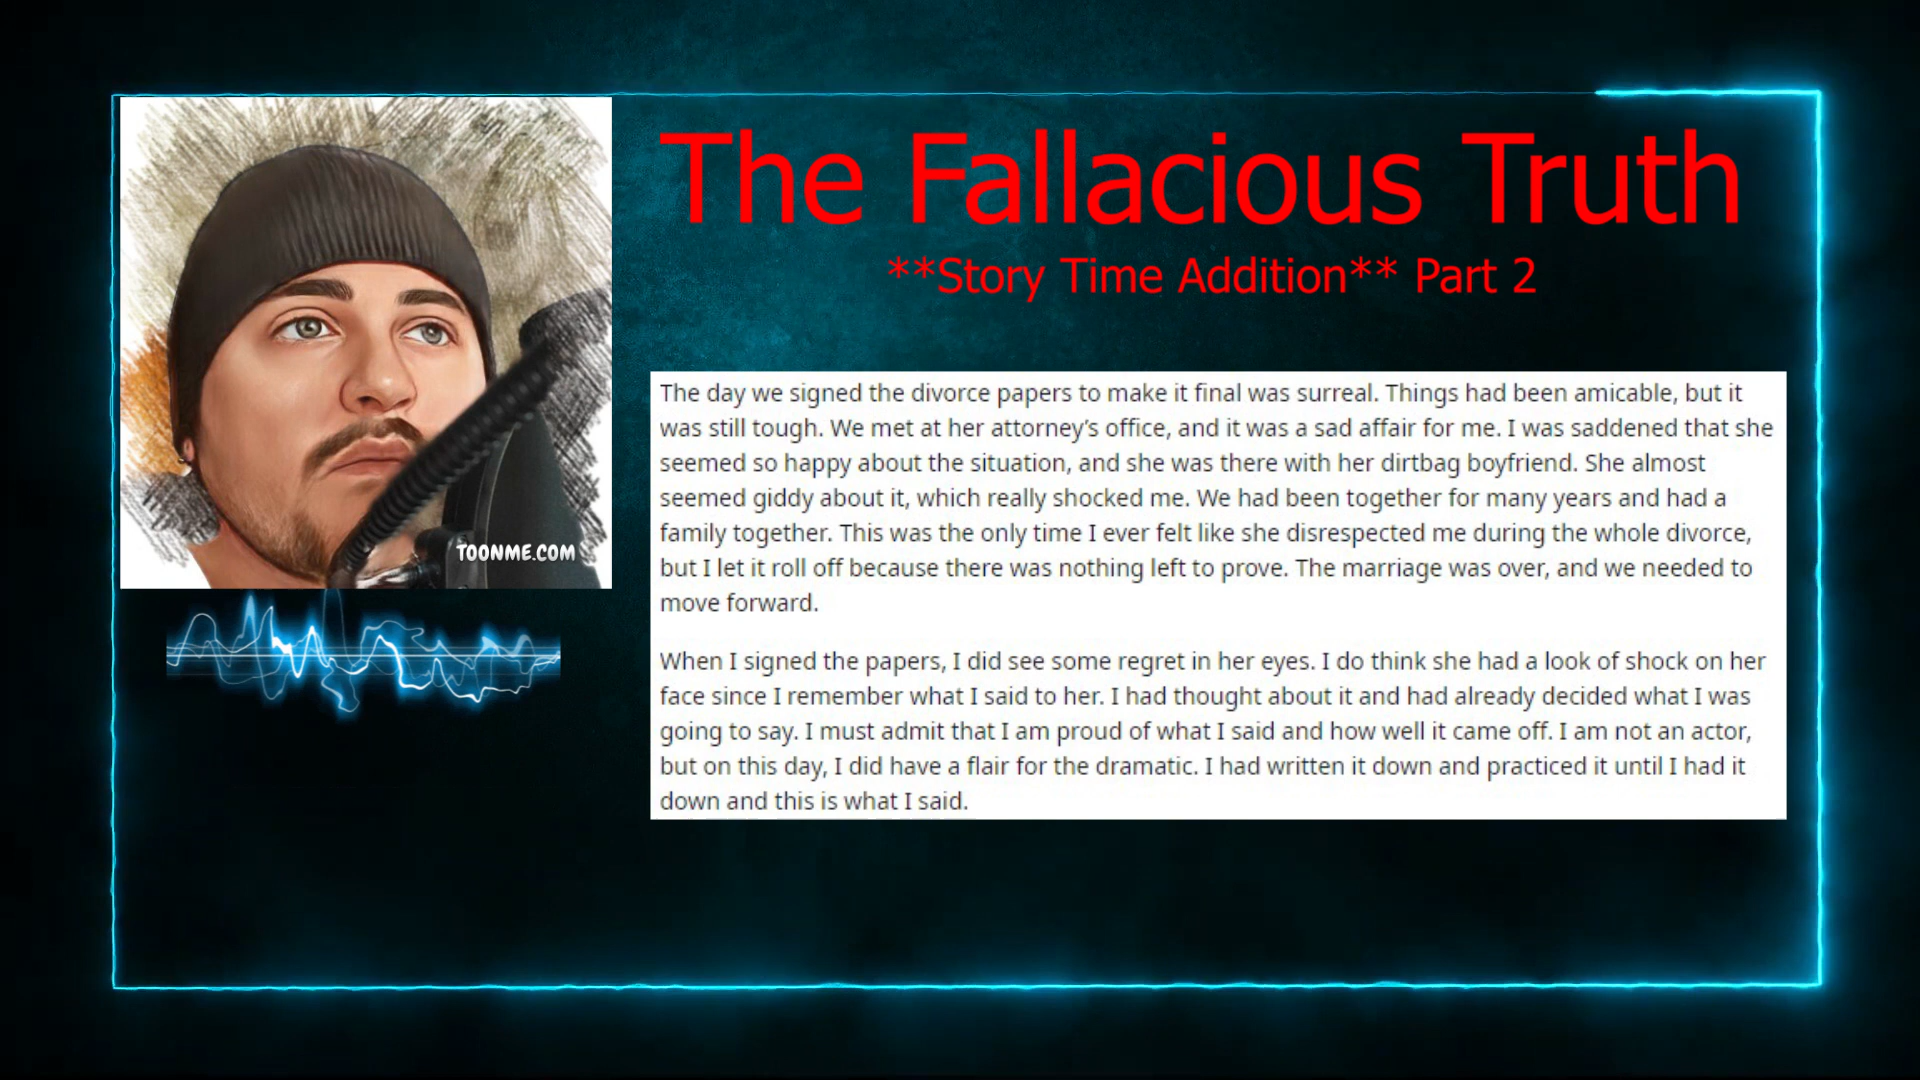 The Fallacious Truth
**Story Time Addition** Part 2
The day we signed the divorce papers to make it final was surreal. Things had been amicable, but it
was still tough. We met at her attorney’s office, and it was a sad affair for me. I was saddened that she
seemed so happy about the situation, and she was there with her dirtbag boyfriend. She almost
seemed giddy about it, which really shocked me. We had been together for many years and had a
family together. This was the only time I ever felt like she disrespected me during the whole divorce,
but I let it roll off because there was nothing left to prove. The marriage was over, and we needed to
move forward.
When I signed the papers, I did see some regret in her eyes. I do think she had a look of shock on her
face since I remember what I said to her. I had thought about it and had already decided what I was
going to say. I must admit that I am proud of what I said and how well it came off. I am not an actor,
but on this day, I did have a flair for the dramatic. I had written it down and practiced it until I had it
down and this is what I said.
TOONME.COM